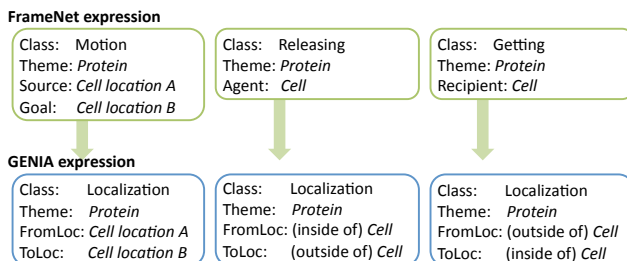 FrameNet expression
Class: Motion
Theme: Protein
Source: Cell location A
Goal: Cell location B
Class: Releasing
Theme: Protein
Agent: Cell
Class: Getting
Theme: Protein
Recipient: Cell
GENIA expression
Class: Localization
Theme: Protein
FromLoc: Cell location A
ToLoc: Cell location B
Class: Localization
Theme: Protein
FromLoc: (inside of) Cell
ToLoc: (outside of) Cell
Class: Localization
Theme: Protein
FromLoc: (outside of) Cell
ToLoc: (inside of) Cell